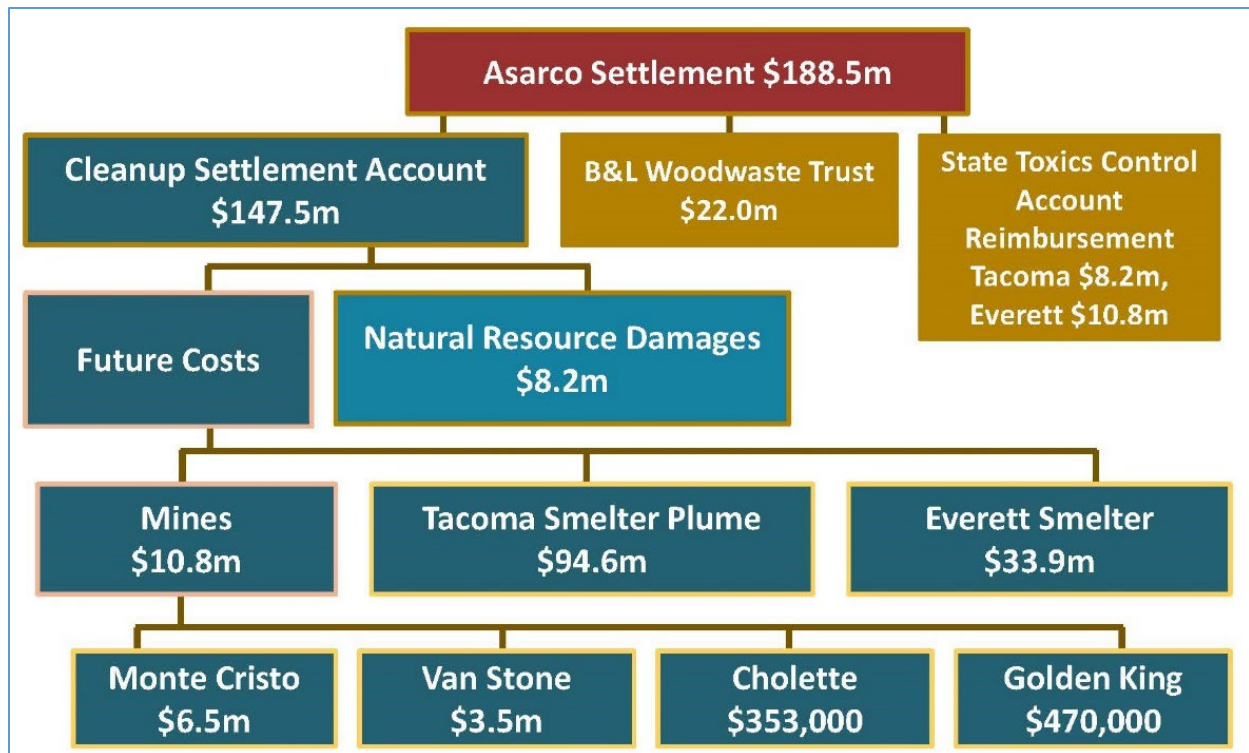 Asarco Settlement $188.5m
Cleanup Settlement Account
$147.5m
B&L Woodwaste Trust
$22.0m
State Toxics Control
Account
Reimbursement
Tacoma $8.2m,
Everett $10.8m
Future Costs
Natural Resource Damages
$8.2m
Mines
$10.8m
Tacoma Smelter Plume
$94.6m
Everett Smelter
$33.9m
Monte Cristo
$6.5m
Van Stone
$3.5m
Cholette
$353,000
Golden King
$470,000